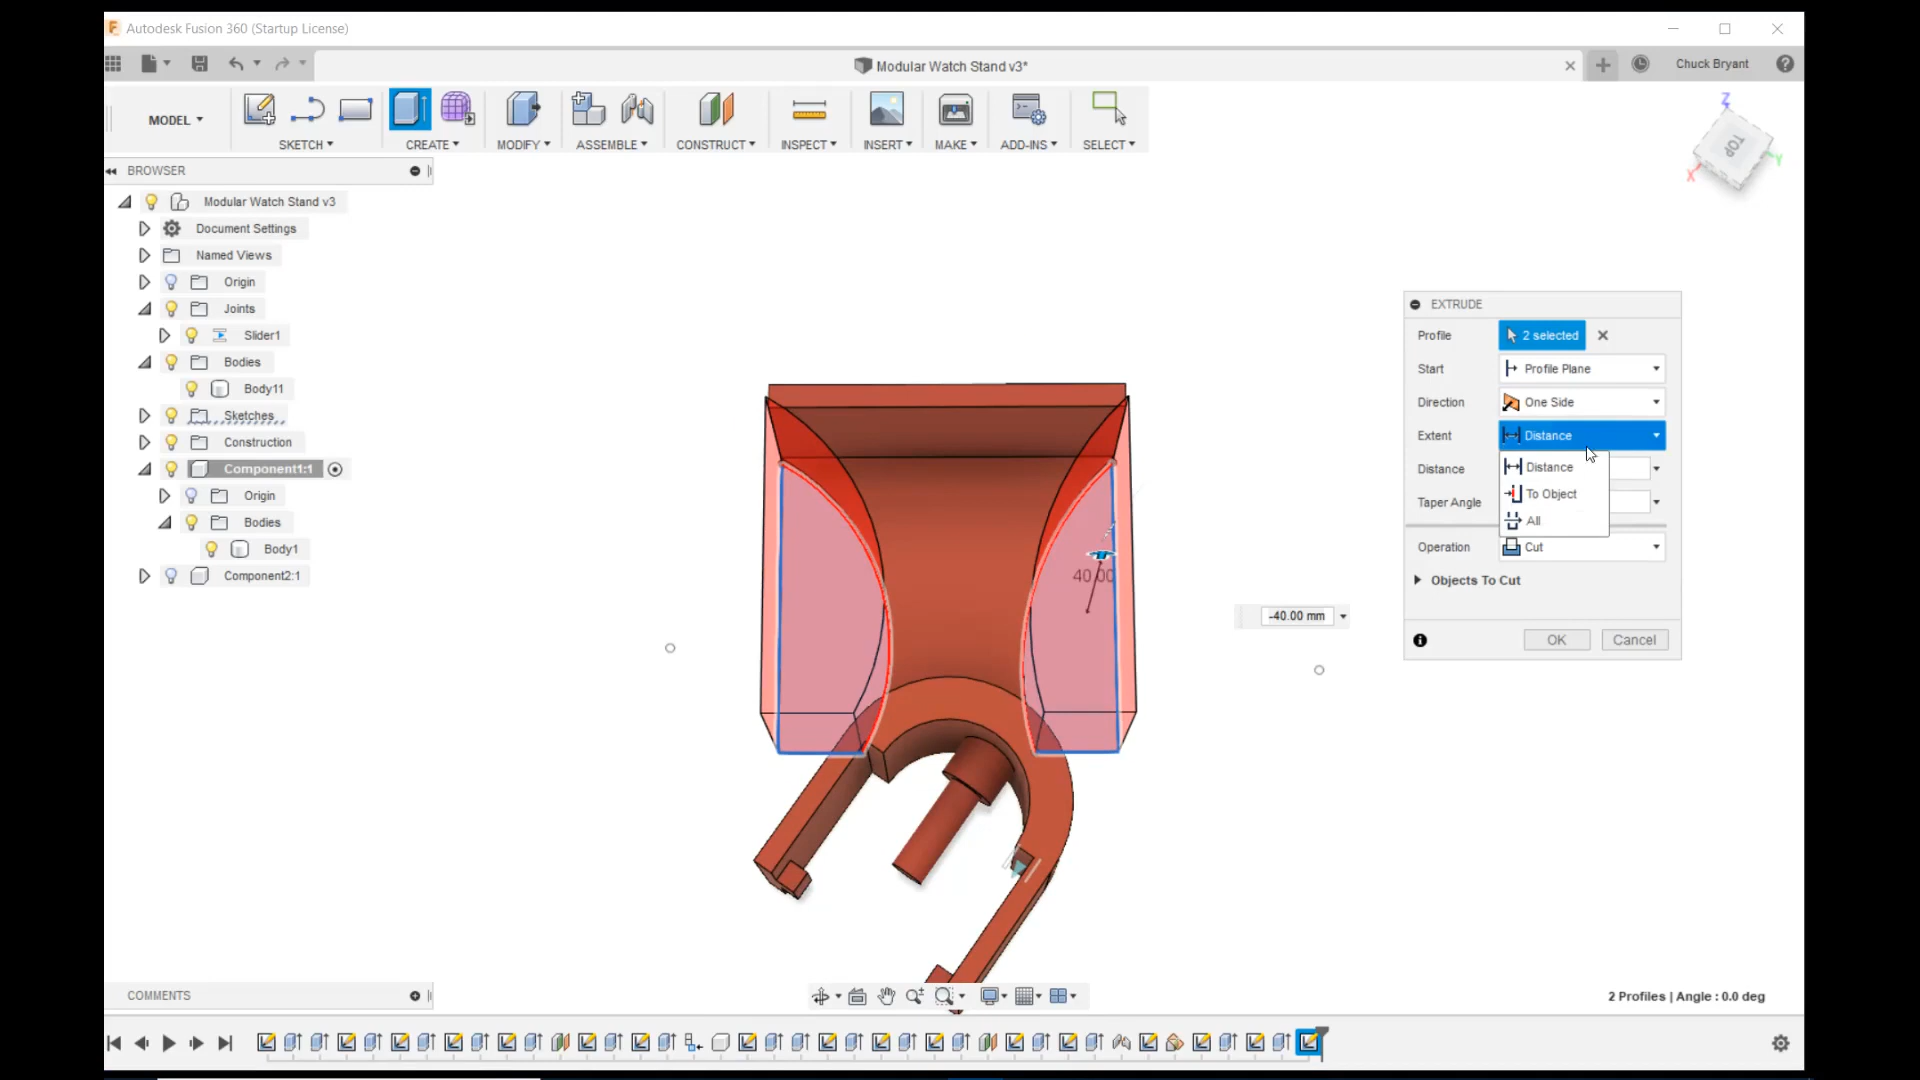 Autodesk Fusion 360 (Startup License)
Modular Watch Stand v3*
Chuck Bryant
MODEL
SKETCH
CREATE
MODIFY
ASSEMBLE
CONSTRUCT
INSPECT
INSERT
MAKE
ADD-INS
SELECT
BROWSER
Modular Watch Stand v3
Document Settings
Named Views
Origin
Joints
Slider1
Bodies
Body11
Sketches
Construction
Component1:1
Origin
Bodies
Body1
Component2:1
Z
TOP
X
Y
EXTRUDE
Profile 2 selected
Start Profile Plane
Direction One Side
Extent Distance
Distance
Distance
To Object
Taper Angle
All
Operation Cut
Objects To Cut
OK Cancel
40.00
-40.00 mm
COMMENTS
2 Profiles | Angle : 0.0 deg